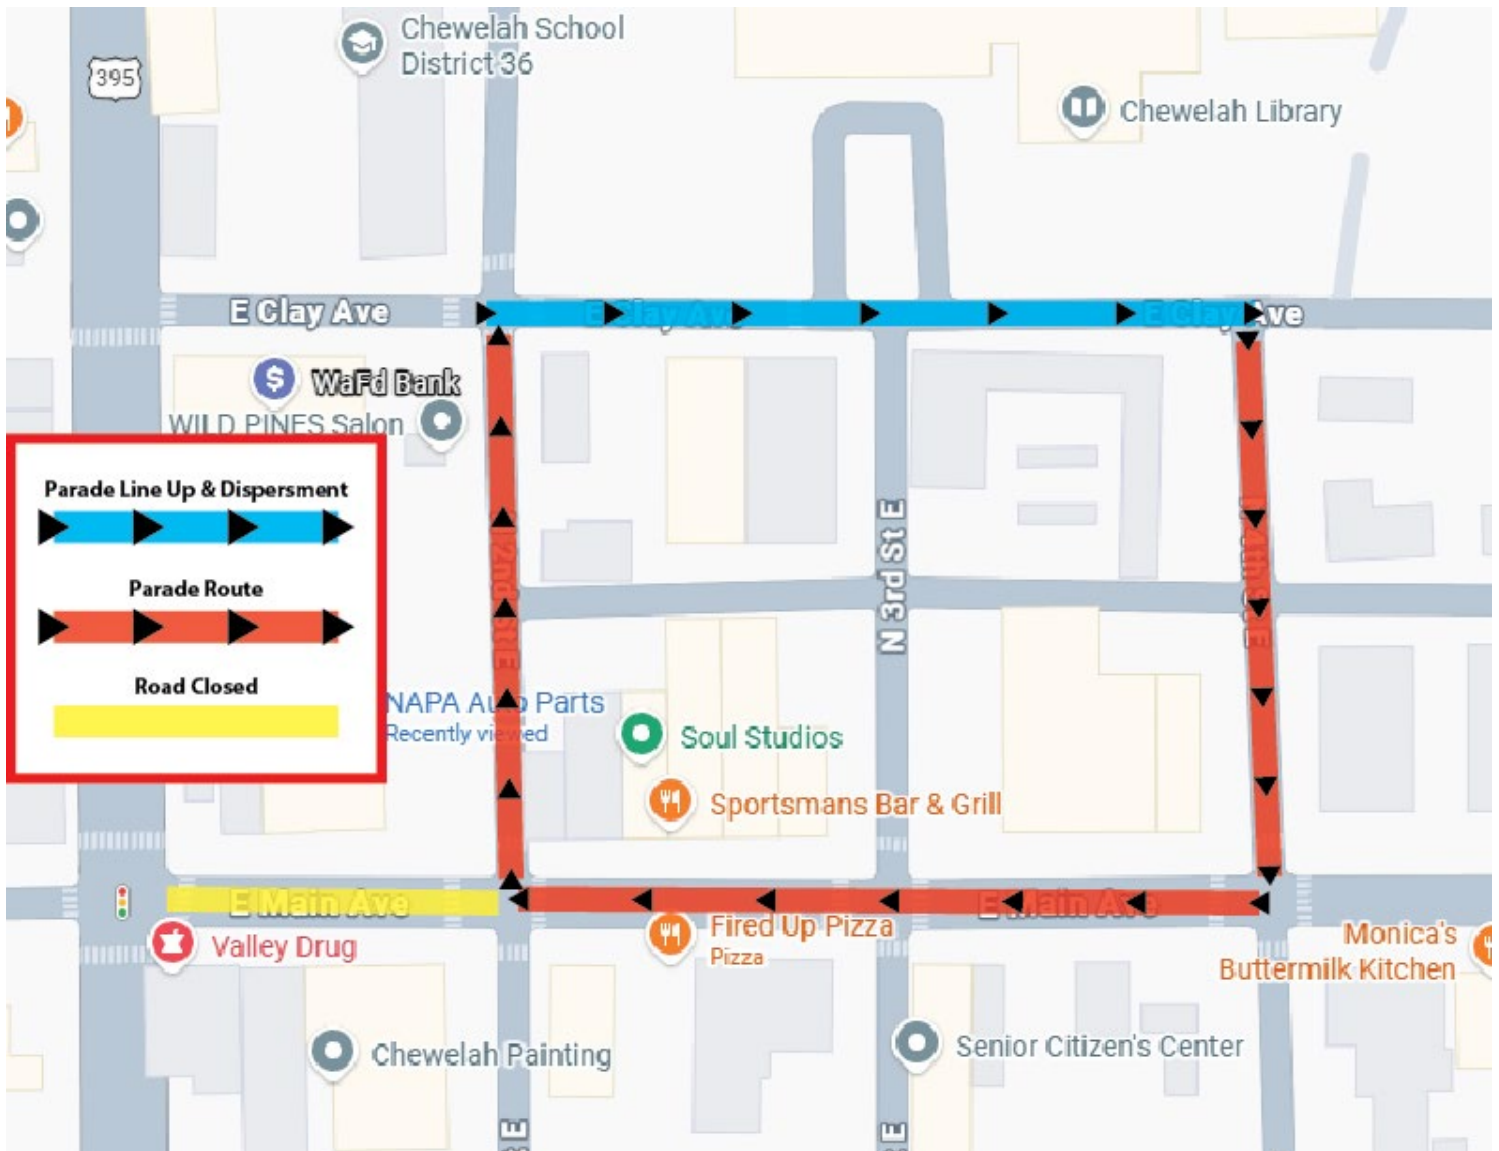 Chewelah School
District 36
395
Chewelah Library
E Clay Ave
E Clay Ave
E Clay Ave
WaFd Bank
WILD PINES Salon
Parade Line Up & Dispersment
Parade Route
Road Closed
N 3rd St E
NAPA Auto Parts
Recently viewed
Soul Studios
Sportsmans Bar & Grill
E Main Ave
E Main Ave
Fired Up Pizza
Pizza
Valley Drug
Monica's
Buttermilk Kitchen
Chewelah Painting
Senior Citizen's Center
E
E